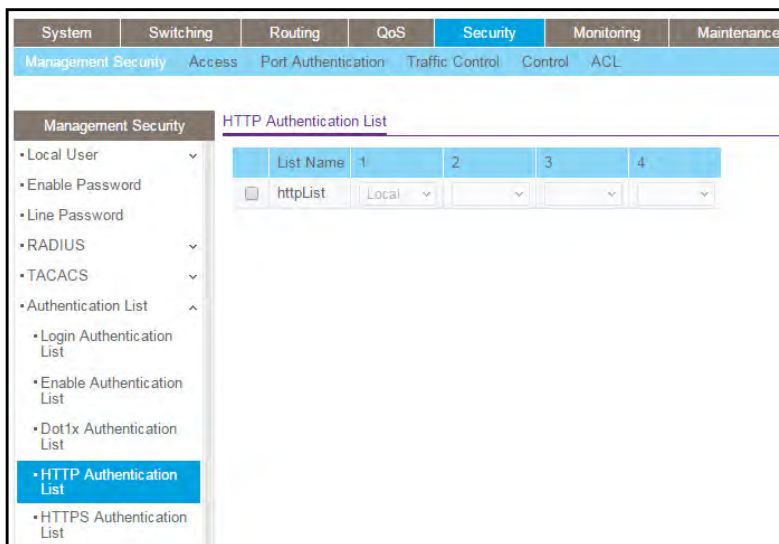 System Switching Routing QoS Security Monitoring Maintenance
Management Security Access Port Authentication Traffic Control Control ACL
Management Security
• Local User
• Enable Password
• Line Password
• RADIUS
• TACACS
• Authentication List
• Login Authentication
List
• Enable Authentication
List
• Dot1x Authentication
List
• HTTP Authentication
List
• HTTPS Authentication
List
HTTP Authentication List
List Name 1 2 3 4
httpList Local